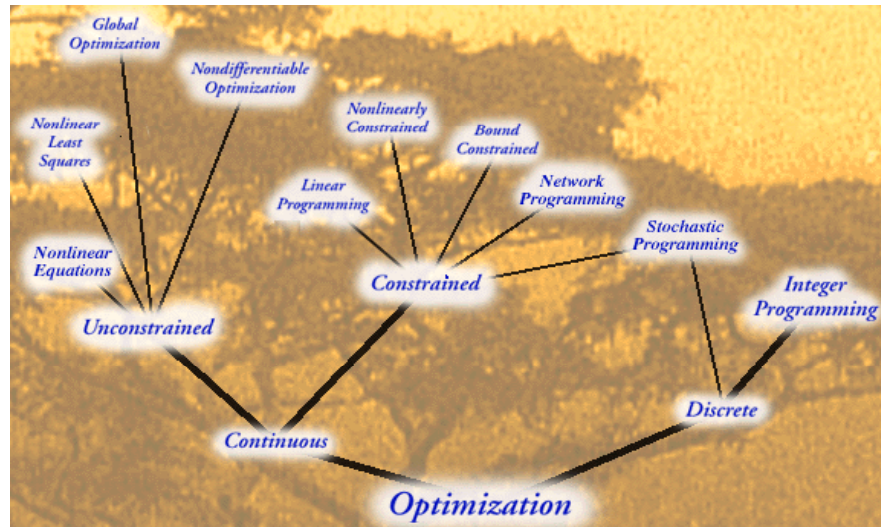 Global
Optimization
Nondifferentiable
Optimization
Nonlinear
Least
Squares
Nonlinearly
Constrained
Bound
Constrained
Linear
Programming
Network
Programming
Stochastic
Programming
Nonlinear
Equations
Constrained
Integer
Programming
Unconstrained
Discrete
Continuous
Optimization